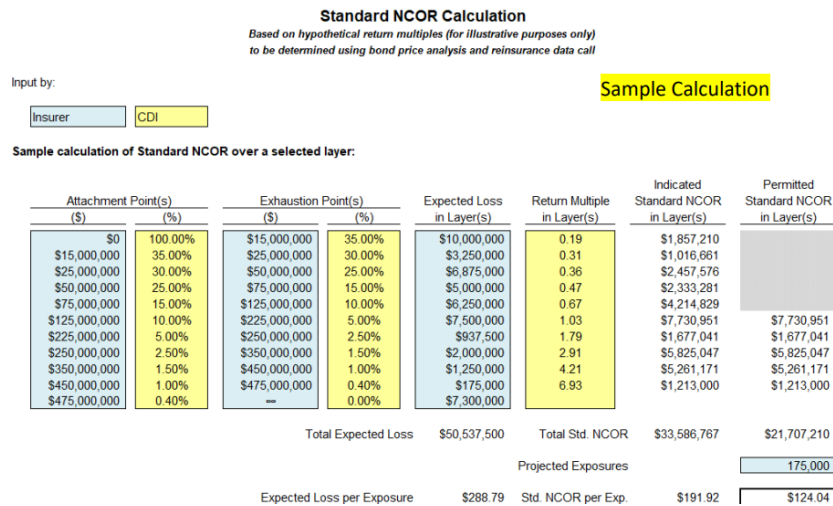 Standard NCOR Calculation
Based on hypothetical return multiples (for illustrative purposes only)
to be determined using bond price analysis and reinsurance data call
Input by:
Sample Calculation
Insurer CDI
Sample calculation of Standard NCOR over a selected layer:
Indicated Permitted
Attachment Point(s) Exhaustion Point(s) Expected Loss Return Multiple Standard NCOR Standard NCOR
($) (%) ($) (%) in Layer(s) in Layer(s) in Layer(s) in Layer(s)
$0 100.00% $15,000,000 35.00% $10,000,000 0.19 $1,857,210
$15,000,000 35.00% $25,000,000 30.00% $3,250,000 0.31 $1,016,661
$25,000,000 30.00% $50,000,000 25.00% $6,875,000 0.36 $2,457,576
$50,000,000 25.00% $75,000,000 15.00% $5,000,000 0.47 $2,333,281
$75,000,000 15.00% $125,000,000 10.00% $6,250,000 0.67 $4,214,829
$125,000,000 10.00% $225,000,000 5.00% $7,500,000 1.03 $7,730,951 $7,730,951
$225,000,000 5.00% $250,000,000 2.50% $937,500 1.79 $1,677,041 $1,677,041
$250,000,000 2.50% $350,000,000 1.50% $2,000,000 2.91 $5,825,047 $5,825,047
$350,000,000 1.50% $450,000,000 1.00% $1,250,000 4.21 $5,261,171 $5,261,171
$450,000,000 1.00% $475,000,000 0.40% $175,000 6.93 $1,213,000 $1,213,000
$475,000,000 0.40% ∞ 0.00% $7,300,000
Total Expected Loss $50,537,500 Total Std. NCOR $33,586,767 $21,707,210
Projected Exposures 175,000
Expected Loss per Exposure $288.79 Std. NCOR per Exp. $191.92 $124.04